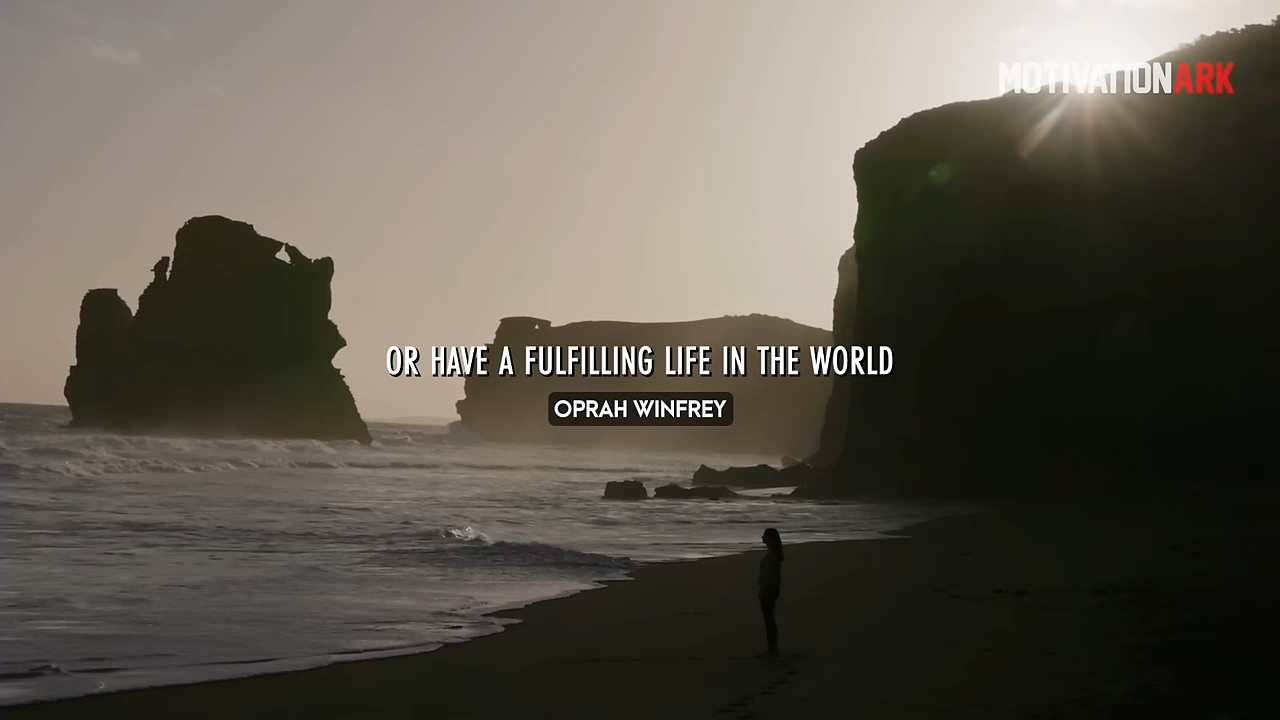 MOTIVATIONARK
OR HAVE A FULFILLING LIFE IN THE WORLD
OPRAH WINFREY